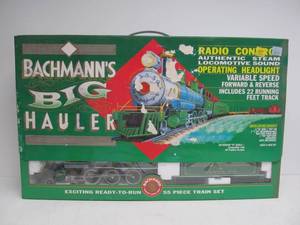 BACHMANN'S
BIG
HAULER
RADIO CONTROL
AUTHENTIC STEAM
LOCOMOTIVE SOUND
OPERATING HEADLIGHT
VARIABLE SPEED
FORWARD & REVERSE
INCLUDES 22 RUNNING
FEET TRACK
EXCITING READY-TO-RUN
55 PIECE TRAIN SET